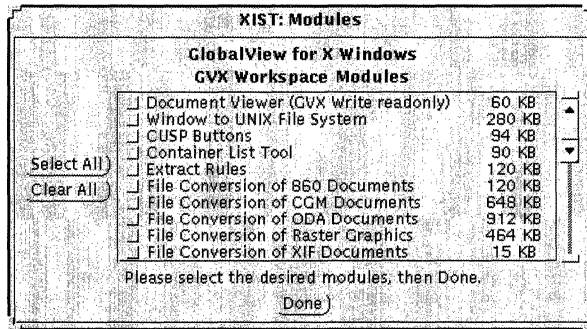 XIST: Modules
GlobalView for X Windows
GVX Workspace Modules
Document Viewer (GVX Write readonly) 60 KB
Window to UNIX File System 280 KB
CUSP Buttons 94 KB
Container List Tool 90 KB
Extract Rules 120 KB
File Conversion of 860 Documents 120 KB
File Conversion of CGM Documents 648 KB
File Conversion of ODA Documents 912 KB
File Conversion of Raster Graphics 464 KB
File Conversion of XIF Documents 15 KB
Select All
Clear All
Please select the desired modules, then Done.
Done